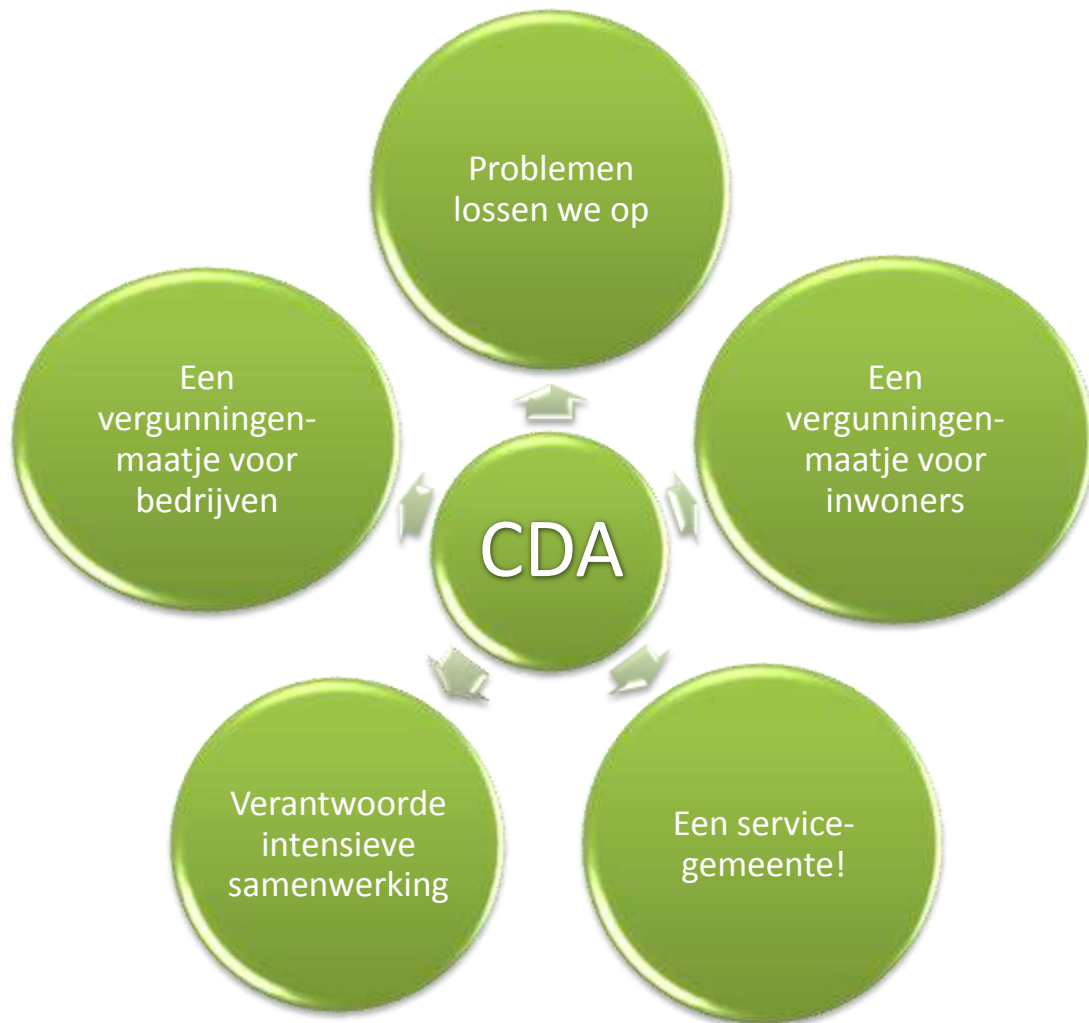 Problemen
lossen we op
Een
vergunningen-
maatje voor
inwoners
Een service-
gemeente!
Verantwoorde
intensieve
samenwerking
Een
vergunningen-
maatje voor
bedrijven
CDA